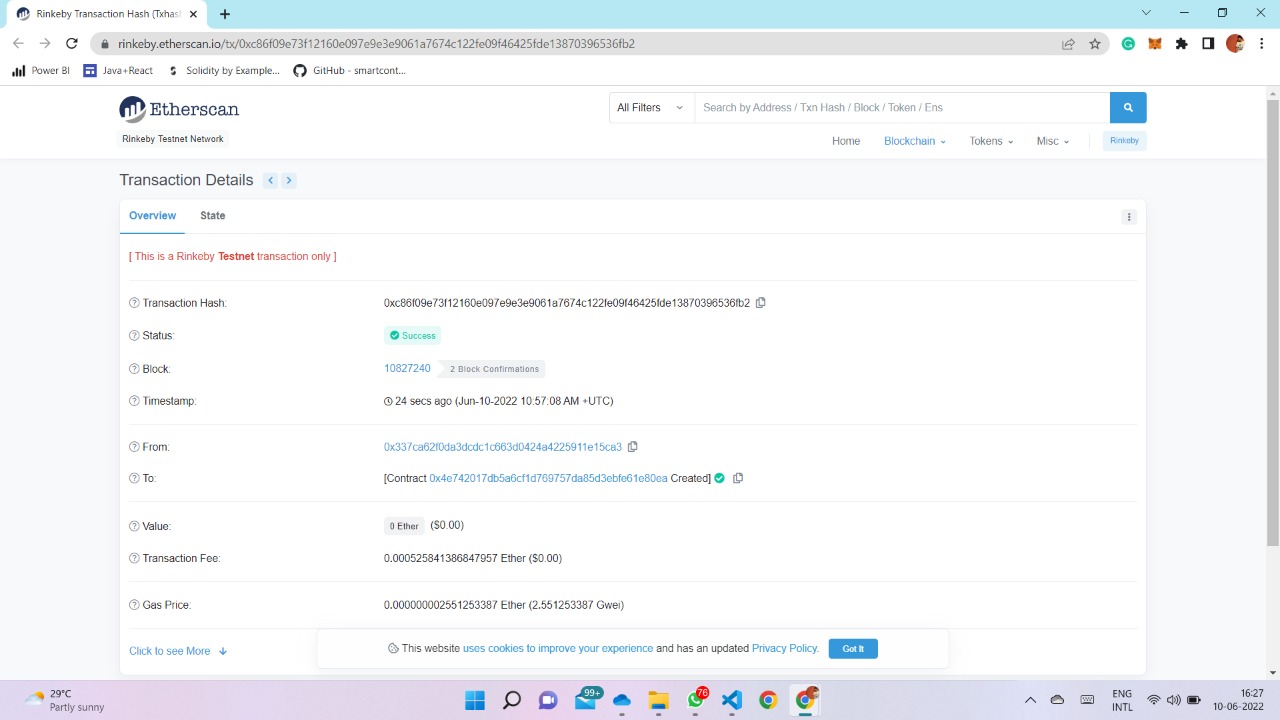 Rinkeby Transaction Hash (Txhas
rinkeby.etherscan.io/tx/0xc86f09e73f12160e097e9e3e9061a7674c122fe09f46425fde13870396536fb2
Power BI
Java+React
Solidity by Example...
GitHub - smartcont...
Etherscan
All Filters
Search by Address / Txn Hash / Block / Token / Ens
Rinkeby Testnet Network
Home
Blockchain
Tokens
Misc
Rinkeby
Transaction Details
Overview
State
[ This is a Rinkeby Testnet transaction only ]
Transaction Hash: 0xc86f09e73f12160e097e9e3e9061a7674c122fe09f46425fde13870396536fb2
Status: Success
Block: 10827240 2 Block Confirmations
Timestamp: 24 secs ago (Jun-10-2022 10:57:08 AM +UTC)
From: 0x337ca62f0da3dcdc1c663d0424a4225911e15ca3
To: [Contract 0x4e742017db5a6cf1d769757da85d3ebfe61e80ea Created]
Value: 0 Ether ($0.00)
Transaction Fee: 0.000525841386847957 Ether ($0.00)
Gas Price: 0.000000002551253387 Ether (2.551253387 Gwei)
Click to see More
This website uses cookies to improve your experience and has an updated Privacy Policy.
Got It
29°C
Partly sunny
99+
76
ENG
INTL
16:27
10-06-2022